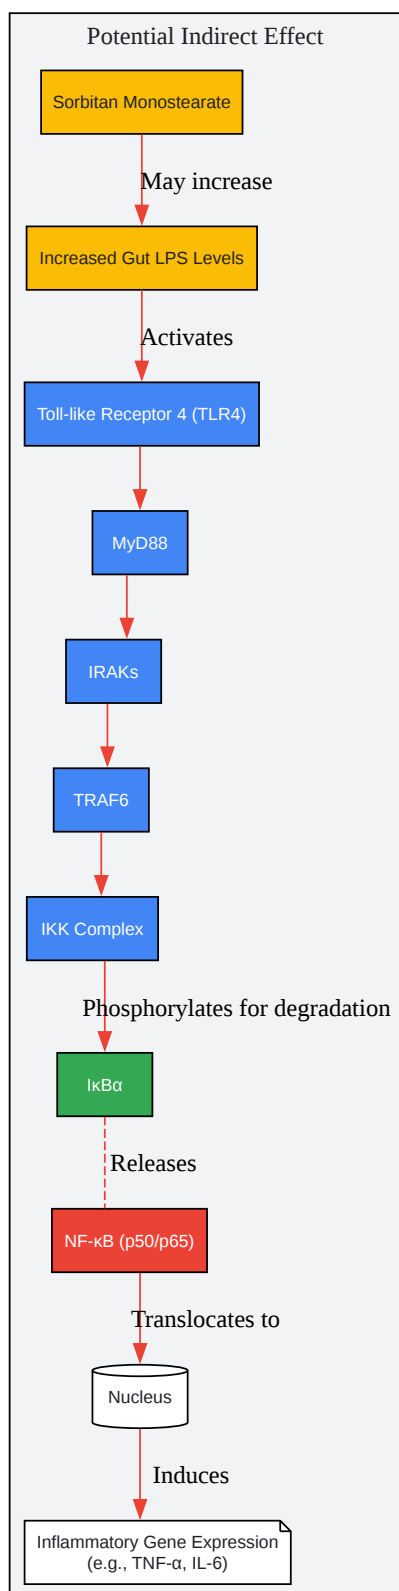 Potential Indirect Effect
Sorbitan Monostearate
May increase
Increased Gut LPS Levels
Activates
Toll-like Receptor 4 (TLR4)
MyD88
IRAKs
TRAF6
IKK Complex
Phosphorylates for degradation
IκBα
Releases
NF-κB (p50/p65)
Translocates to
Nucleus
Induces
Inflammatory Gene Expression
(e.g., TNF-α, IL-6)